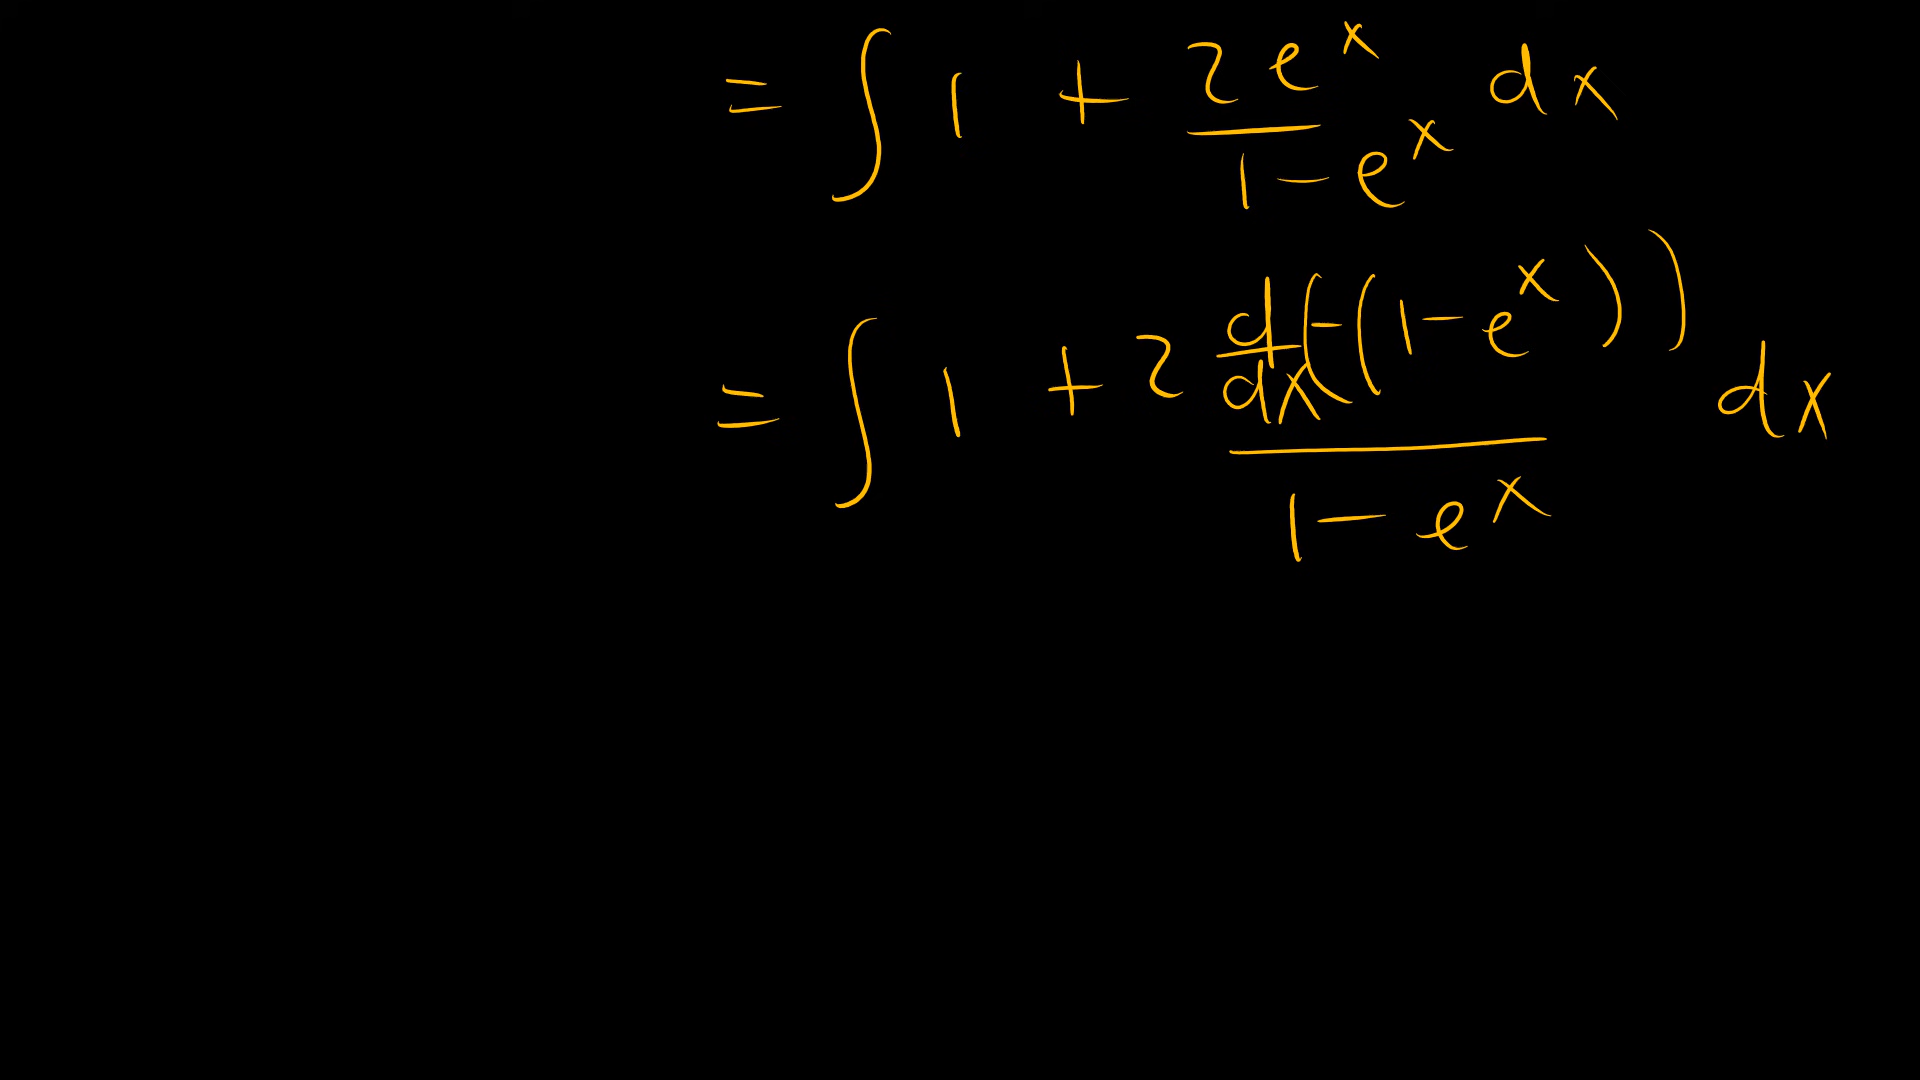 = ∫ 1 + 2e^x / (1 - e^x) dx
= ∫ 1 + 2 d/dx(-(1 - e^x)) / (1 - e^x) dx